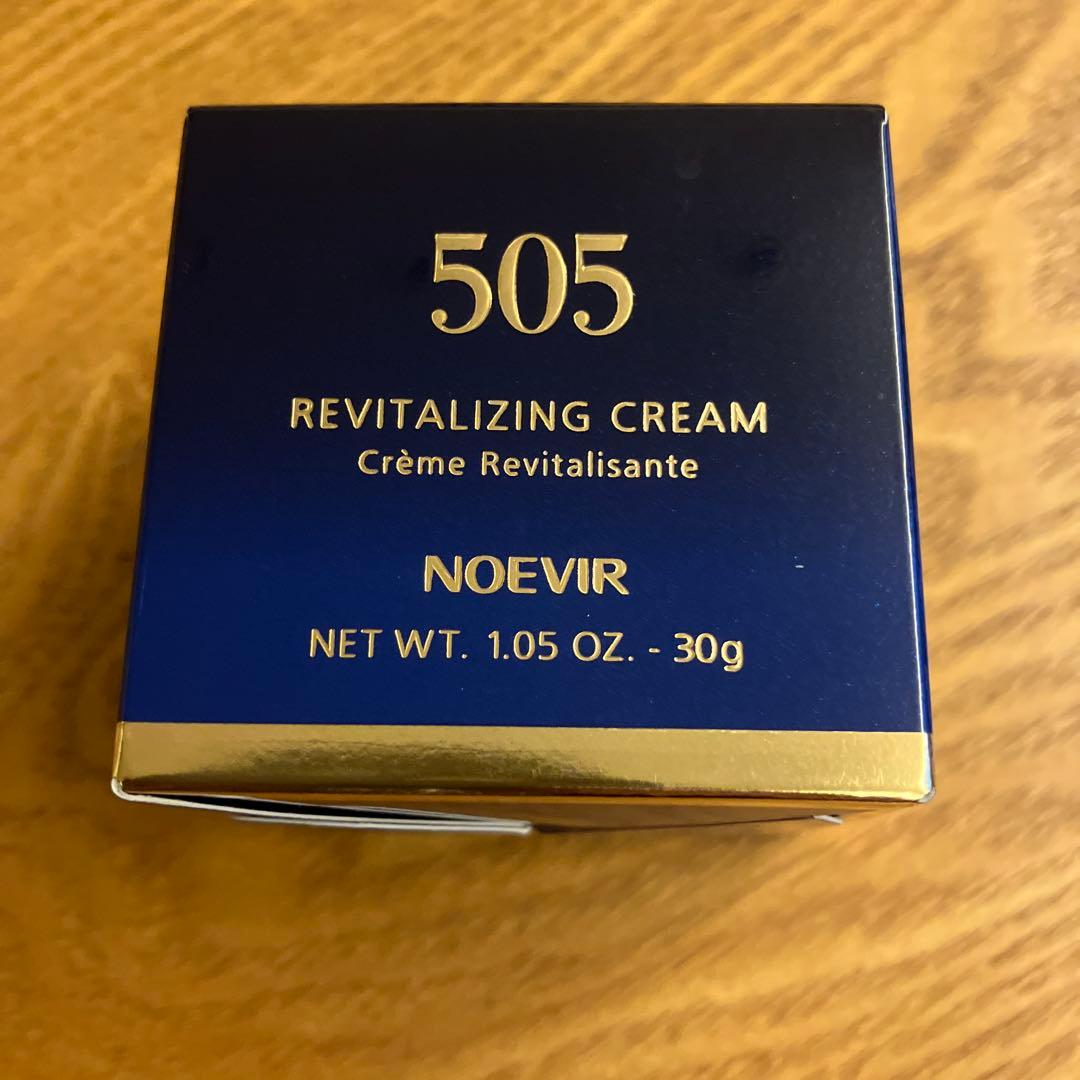 505
REVITALIZING CREAM
Crème Revitalisante
NOEVIR
NET WT. 1.05 OZ. - 30g